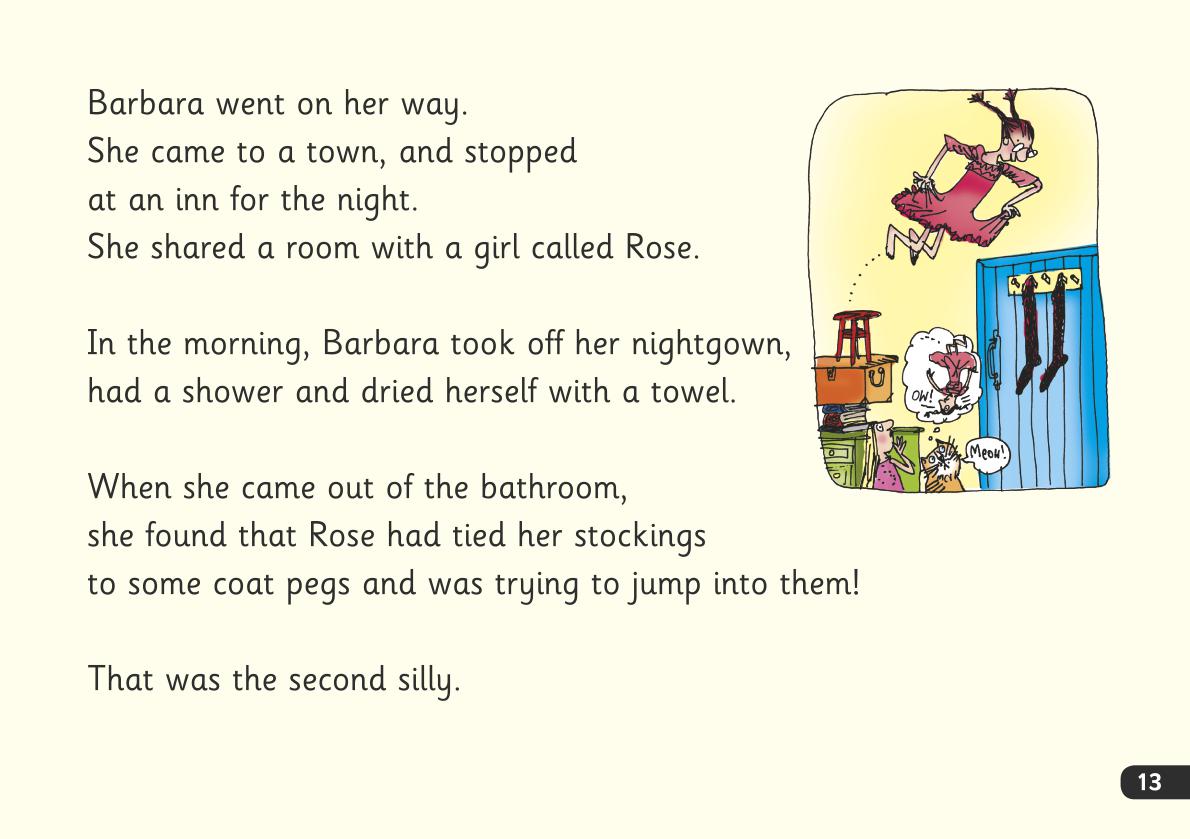 Barbara went on her way.
She came to a town, and stopped
at an inn for the night.
She shared a room with a girl called Rose.
In the morning, Barbara took off her nightgown,
had a shower and dried herself with a towel.
When she came out of the bathroom,
she found that Rose had tied her stockings
to some coat pegs and was trying to jump into them!
That was the second silly.
OW!
Meow!
13